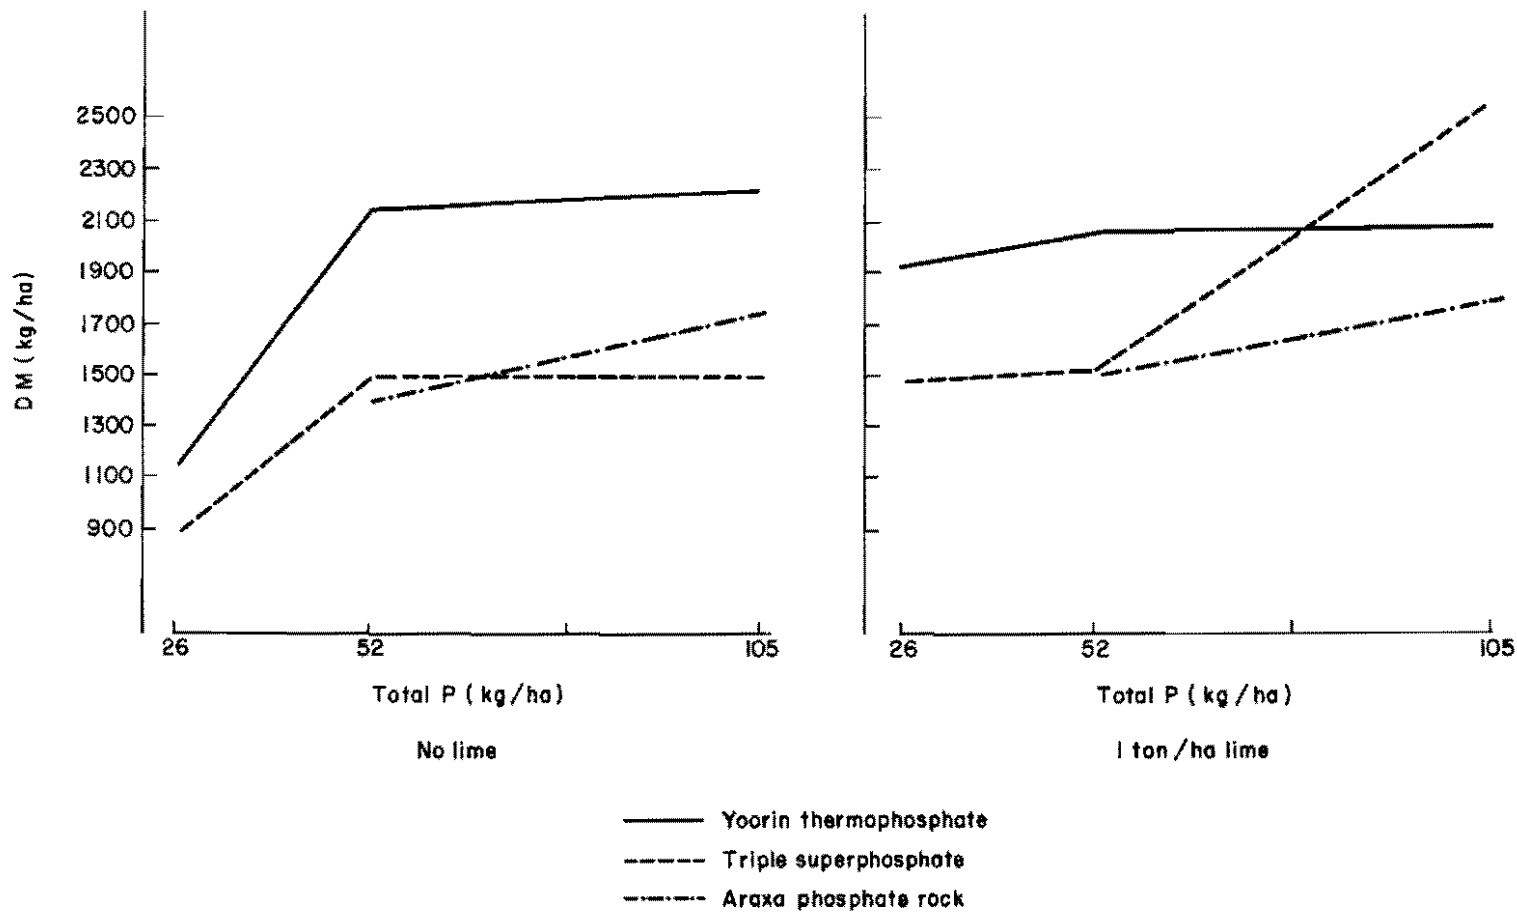 2500
2300
2100
1900
1700
1500
1300
1100
900
DM (kg/ha)
26 52 105
26 52 105
Total P (kg/ha)
Total P (kg/ha)
No lime
1 ton/ha lime
Yoorin thermophosphate
Triple superphosphate
Araxa phosphate rock